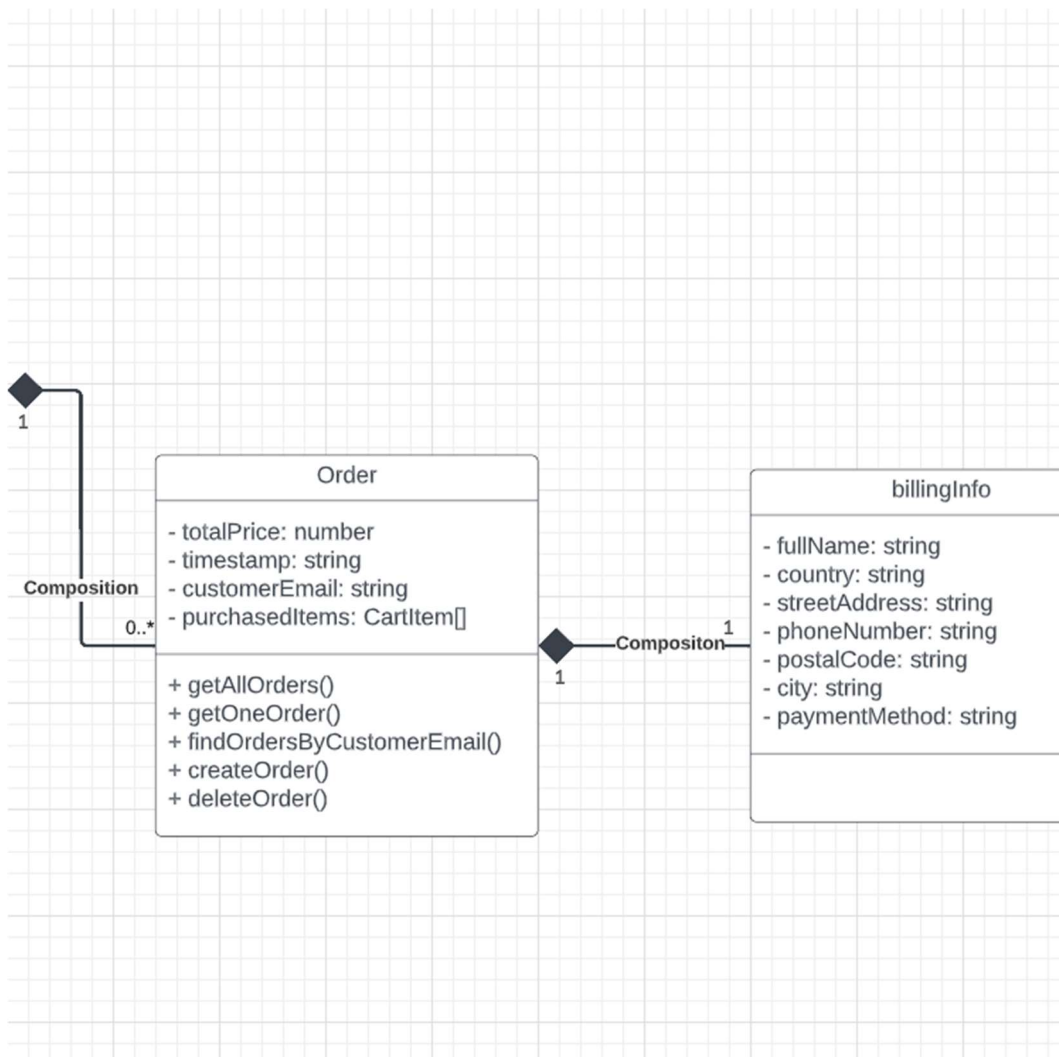 1
Composition
0..*
Order
- totalPrice: number
- timestamp: string
- customerEmail: string
- purchasedItems: CartItem[]
+ getAllOrders()
+ getOneOrder()
+ findOrdersByCustomerEmail()
+ createOrder()
+ deleteOrder()
1
Compositon
1
billingInfo
- fullName: string
- country: string
- streetAddress: string
- phoneNumber: string
- postalCode: string
- city: string
- paymentMethod: string